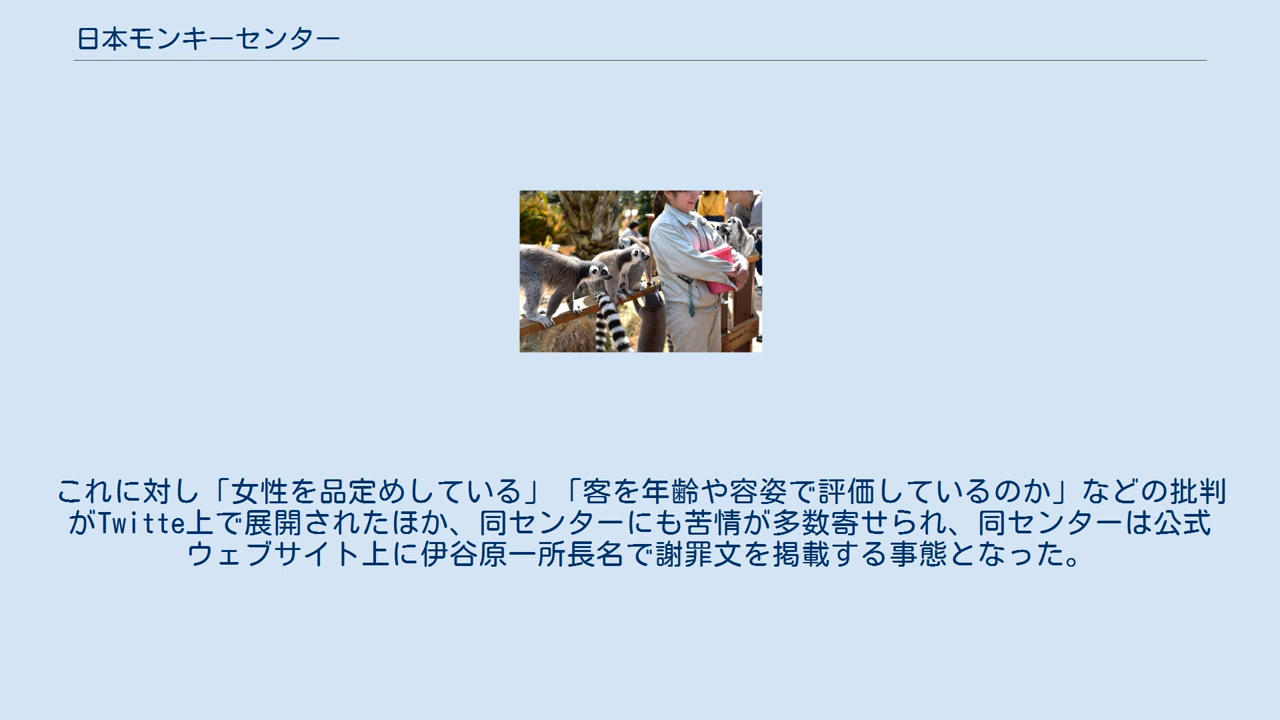 日本モンキーセンター
これに対し「女性を品定めしている」「客を年齢や容姿で評価しているのか」などの批判
がTwitte上で展開されたほか、同センターにも苦情が多数寄せられ、同センターは公式
ウェブサイト上に伊谷原一所長名で謝罪文を掲載する事態となった。